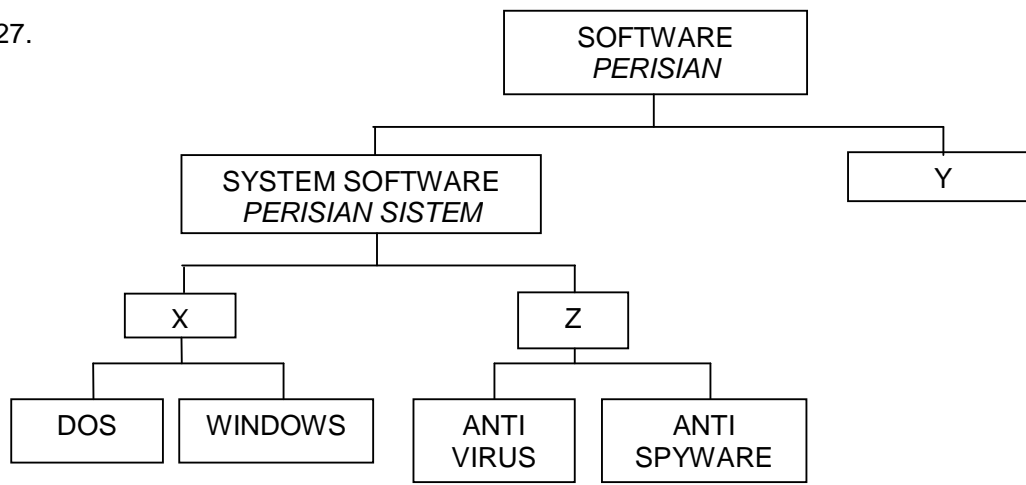 27.
SOFTWARE
PERISIAN
SYSTEM SOFTWARE
PERISIAN SISTEM
Y
X
Z
DOS
WINDOWS
ANTI
VIRUS
ANTI
SPYWARE